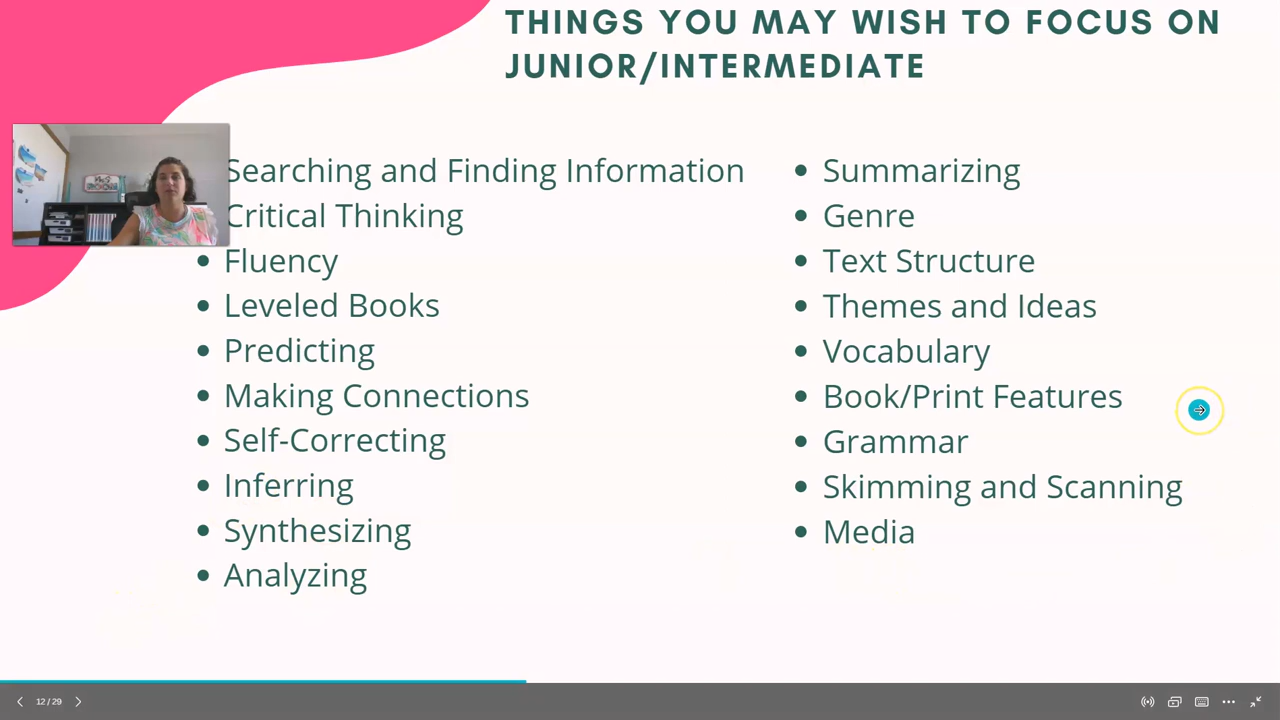 THINGS YOU MAY WISH TO FOCUS ON
JUNIOR/INTERMEDIATE
Searching and Finding Information
Critical Thinking
• Fluency
• Leveled Books
• Predicting
• Making Connections
• Self-Correcting
• Inferring
• Synthesizing
• Analyzing
• Summarizing
• Genre
• Text Structure
• Themes and Ideas
• Vocabulary
• Book/Print Features
• Grammar
• Skimming and Scanning
• Media
12 / 29